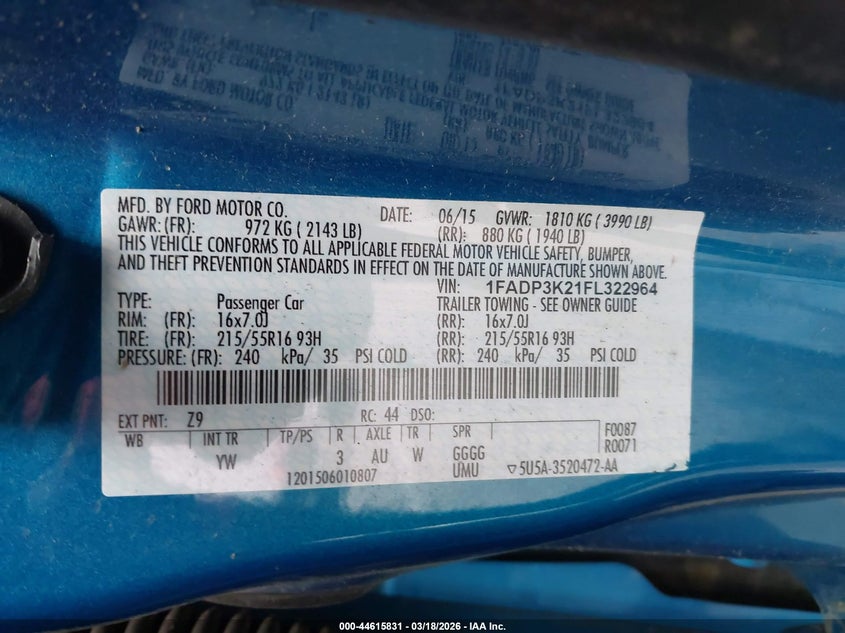 MFD. BY FORD MOTOR CO. DATE: 06/15 GVWR: 1810 KG ( 3990 LB)
GAWR: (FR): 972 KG ( 2143 LB) (RR): 880 KG ( 1940 LB)
THIS VEHICLE CONFORMS TO ALL APPLICABLE FEDERAL MOTOR VEHICLE SAFETY, BUMPER,
AND THEFT PREVENTION STANDARDS IN EFFECT ON THE DATE OF MANUFACTURE SHOWN ABOVE.
VIN: 1FADP3K21FL322964
TYPE: Passenger Car TRAILER TOWING - SEE OWNER GUIDE
RIM: (FR): 16x7.0J (RR): 16x7.0J
TIRE: (FR): 215/55R16 93H (RR): 215/55R16 93H
PRESSURE: (FR): 240 kPa/ 35 PSI COLD (RR): 240 kPa/ 35 PSI COLD
EXT PNT: Z9 RC: 44 DSO: F0087
WB INT TR TP/PS R AXLE TR SPR R0071
YW 3 AU W GGGG
1201506010807 UMU ▽5U5A-3520472-AA
000-44615831 - 03/18/2026 - IAA Inc.